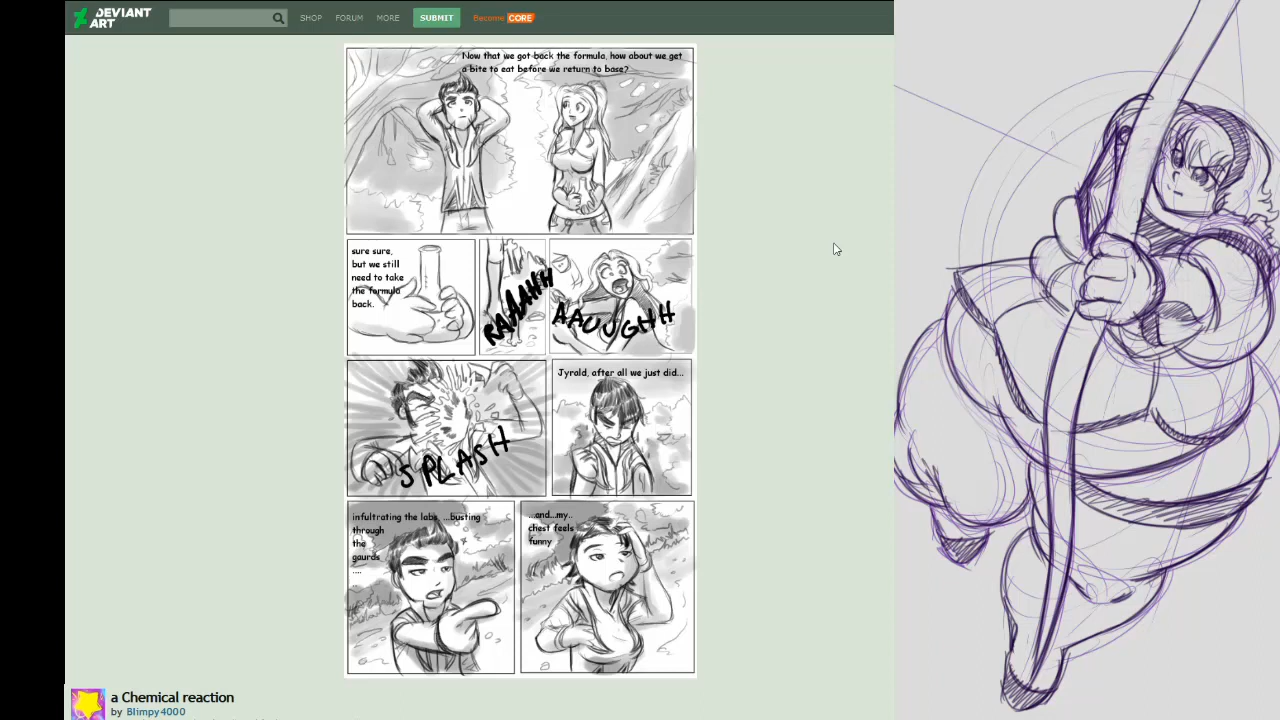 DEVIANT
ART
SHOP
FORUM
MORE
SUBMIT
Become CORE
Now that we got back the formula, how about we get
a bite to eat before we return to base?
sure sure,
but we still
need to take
the formula
back.
RAAAAHH
AAUUGHH
SPLASH
Jyrald, after all we just did...
infultrating the labs, ...busting
through
the
gaurds
....
..
...and...my..
chest feels
funny
a Chemical reaction
by Blimpy4000